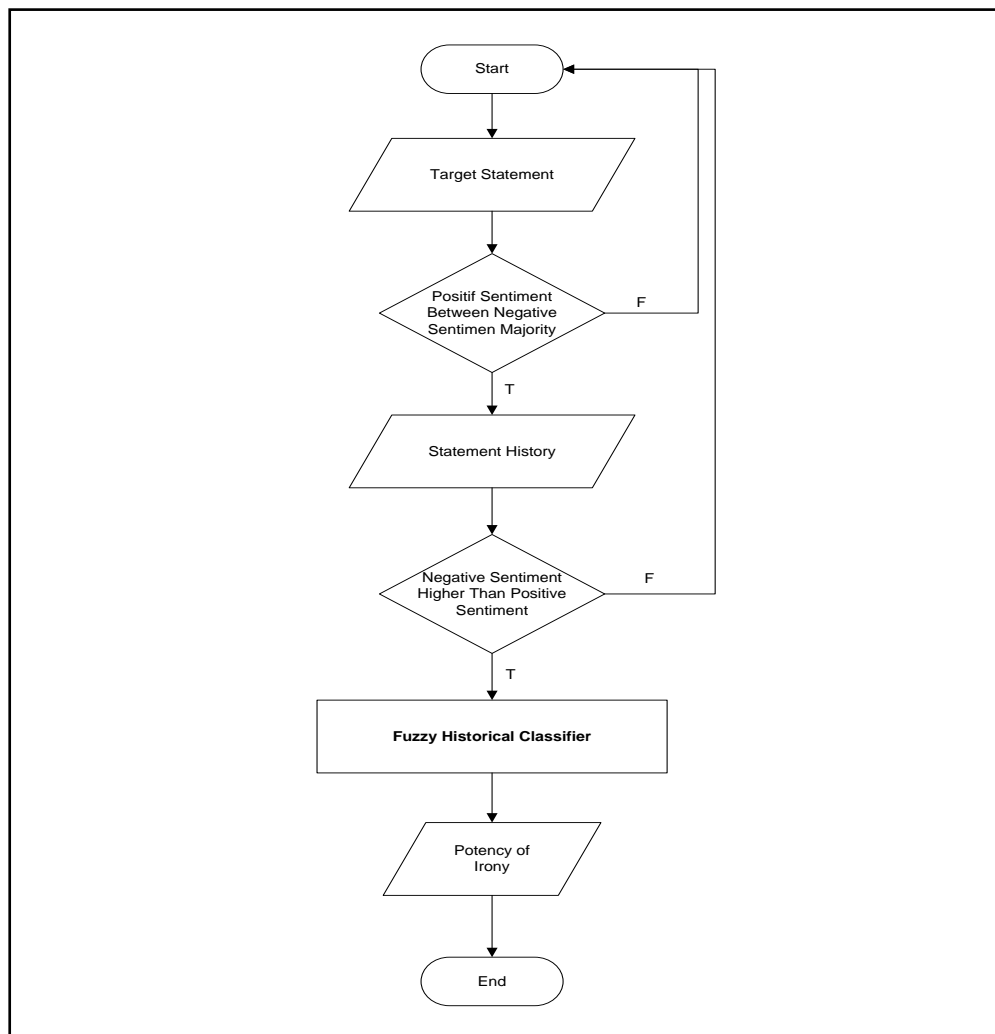 Start
Target Statement
Positif Sentiment
Between Negative
Sentimen Majority
F
T
Statement History
Negative Sentiment
Higher Than Positive
Sentiment
F
T
Fuzzy Historical Classifier
Potency of
Irony
End